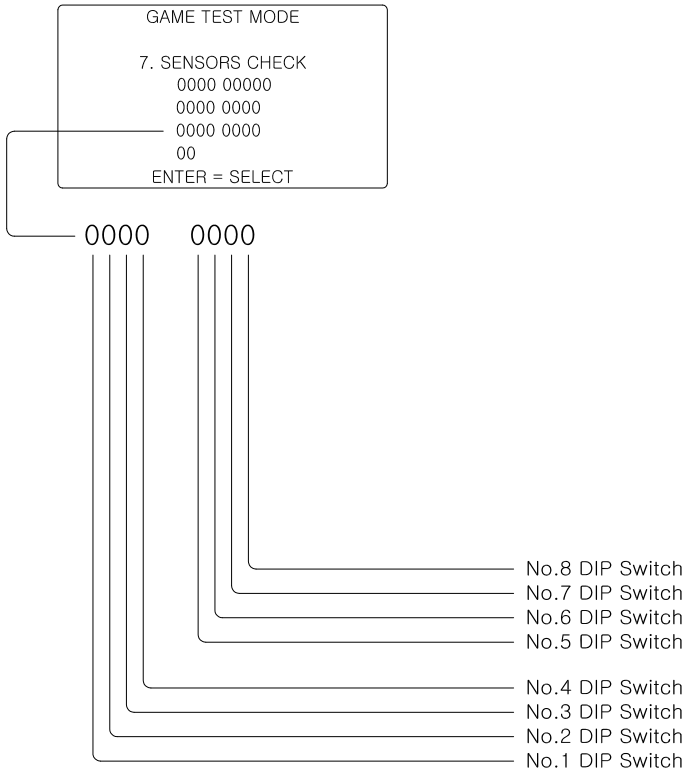 GAME TEST MODE
7. SENSORS CHECK
0000 00000
0000 0000
0000 0000
00
ENTER = SELECT
0000 0000
No.8 DIP Switch
No.7 DIP Switch
No.6 DIP Switch
No.5 DIP Switch
No.4 DIP Switch
No.3 DIP Switch
No.2 DIP Switch
No.1 DIP Switch